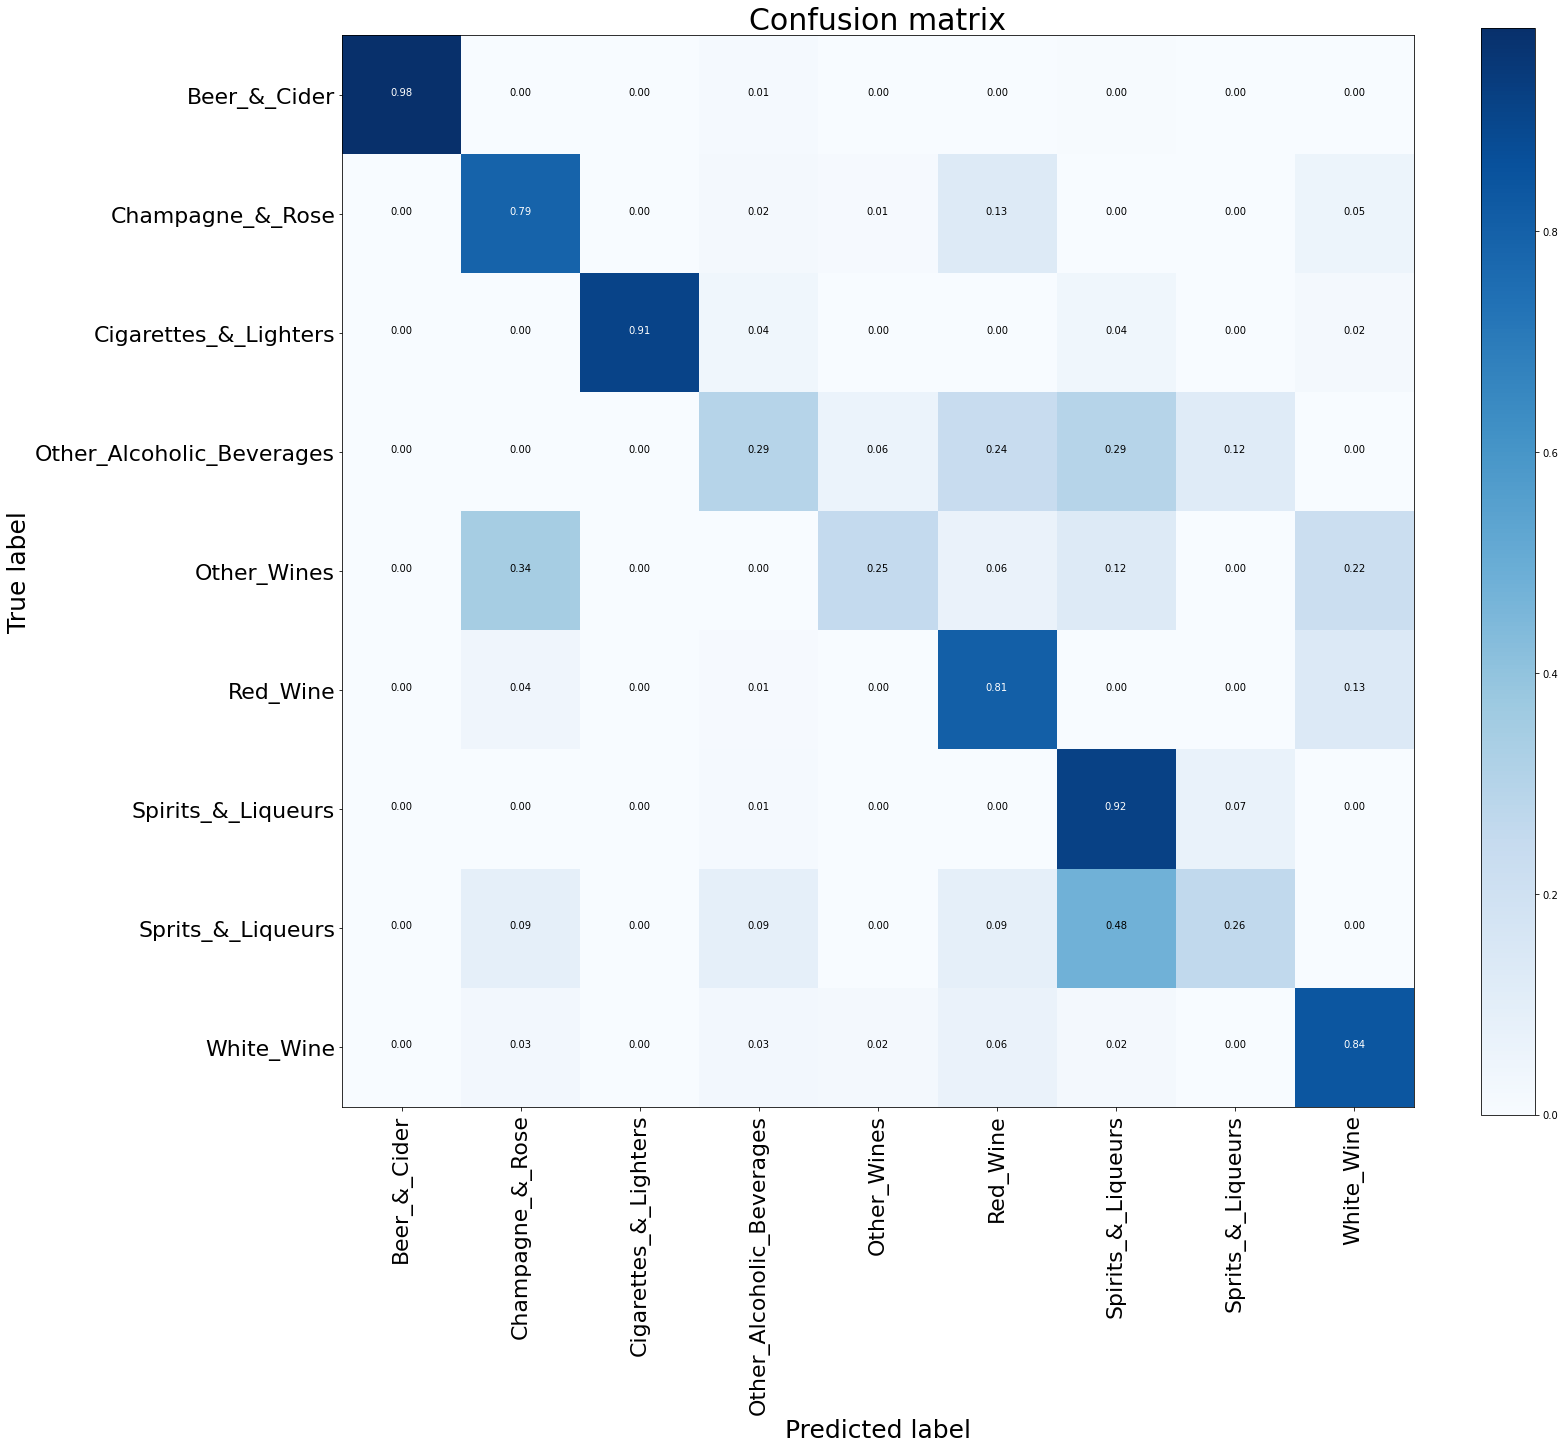 Confusion matrix
Beer_&_Cider 0.98 0.00 0.00 0.01 0.00 0.00 0.00 0.00 0.00
Champagne_&_Rose 0.00 0.79 0.00 0.02 0.01 0.13 0.00 0.00 0.05
Cigarettes_&_Lighters 0.00 0.00 0.91 0.04 0.00 0.00 0.04 0.00 0.02
Other_Alcoholic_Beverages 0.00 0.00 0.00 0.29 0.06 0.24 0.29 0.12 0.00
Other_Wines 0.00 0.34 0.00 0.00 0.25 0.06 0.12 0.00 0.22
Red_Wine 0.00 0.04 0.00 0.01 0.00 0.81 0.00 0.00 0.13
Spirits_&_Liqueurs 0.00 0.00 0.00 0.01 0.00 0.00 0.92 0.07 0.00
Sprits_&_Liqueurs 0.00 0.09 0.00 0.09 0.00 0.09 0.48 0.26 0.00
White_Wine 0.00 0.03 0.00 0.03 0.02 0.06 0.02 0.00 0.84
True label
Beer_&_Cider
Champagne_&_Rose
Cigarettes_&_Lighters
Other_Alcoholic_Beverages
Other_Wines
Red_Wine
Spirits_&_Liqueurs
Sprits_&_Liqueurs
White_Wine
Predicted label
0.8
0.6
0.4
0.2
0.0